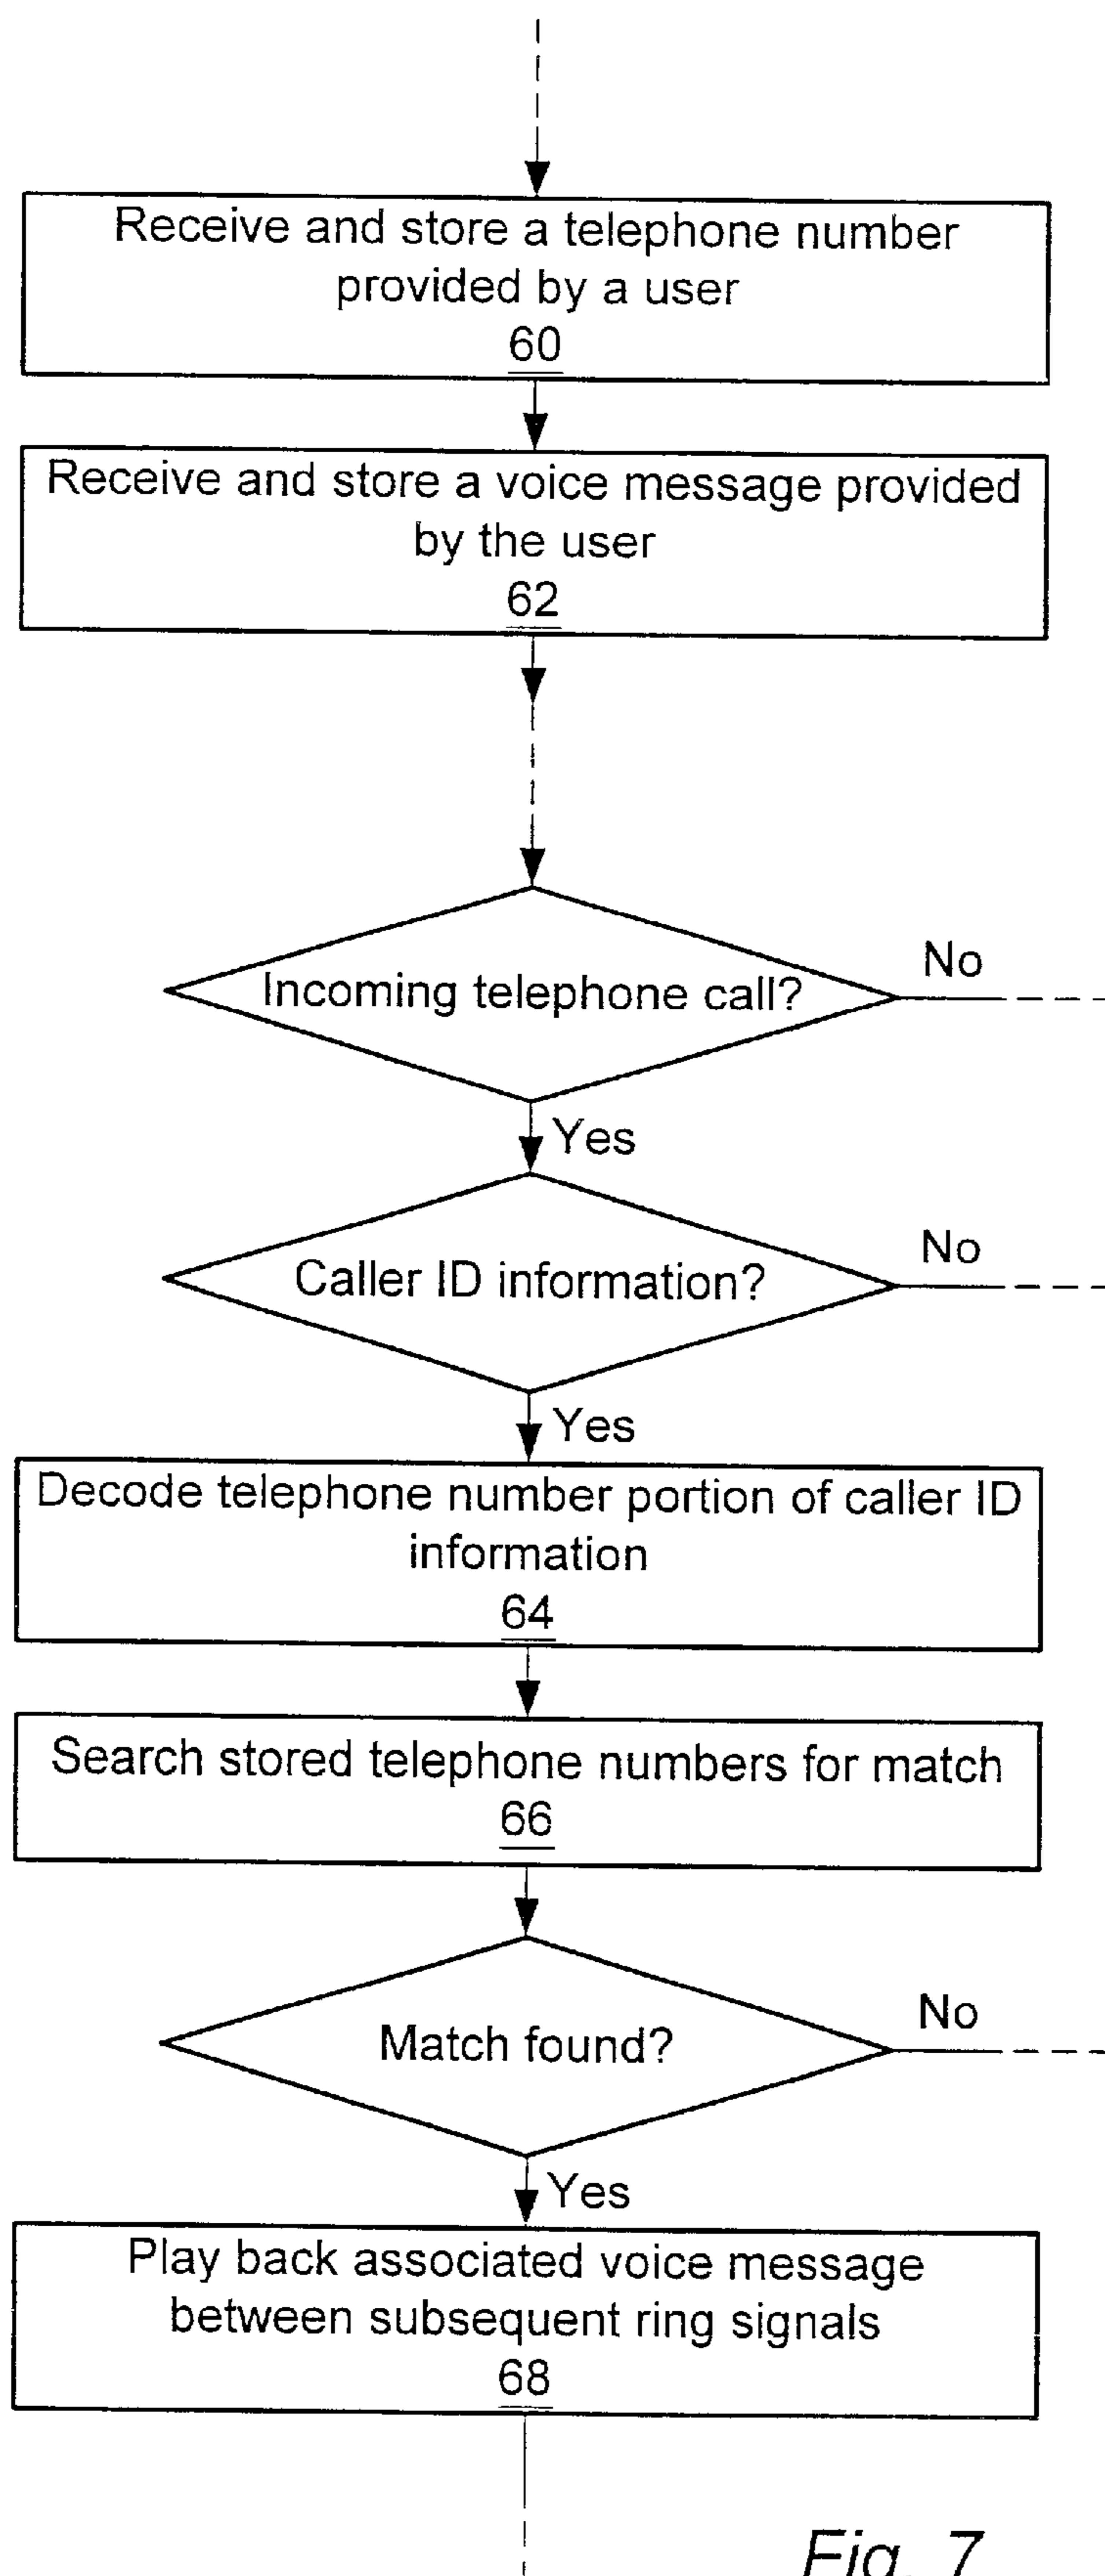 Receive and store a telephone number
provided by a user
60
Receive and store a voice message provided
by the user
62
Incoming telephone call?
No
Yes
Caller ID information?
No
Yes
Decode telephone number portion of caller ID
information
64
Search stored telephone numbers for match
66
Match found?
No
Yes
Play back associated voice message
between subsequent ring signals
68
Fig. 7